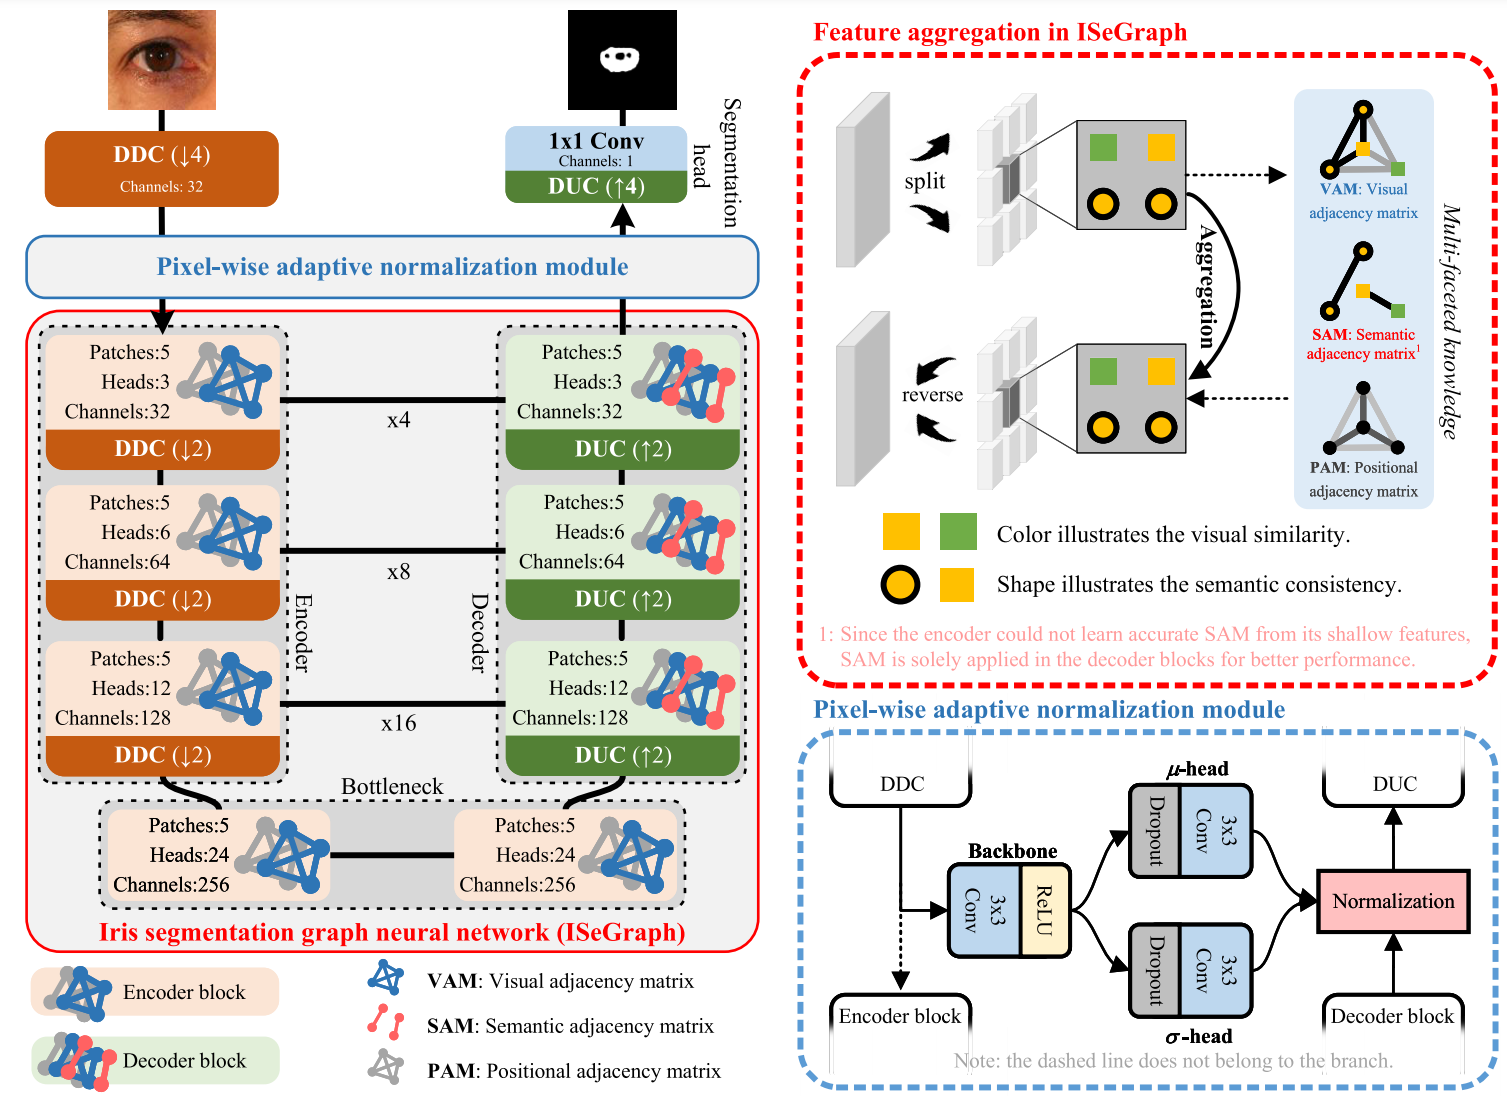 DDC (↓4)
Channels: 32
1x1 Conv
Channels: 1
DUC (↑4)
Segmentation
head
Pixel-wise adaptive normalization module
Patches:5
Heads:3
Channels:32
DDC (↓2)
x4
Patches:5
Heads:3
Channels:32
DUC (↑2)
Patches:5
Heads:6
Channels:64
DDC (↓2)
x8
Patches:5
Heads:6
Channels:64
DUC (↑2)
Encoder
Decoder
Patches:5
Heads:12
Channels:128
DDC (↓2)
x16
Patches:5
Heads:12
Channels:128
DUC (↑2)
Bottleneck
Patches:5
Heads:24
Channels:256
Patches:5
Heads:24
Channels:256
Iris segmentation graph neural network (ISeGraph)
Encoder block
Decoder block
VAM: Visual adjacency matrix
SAM: Semantic adjacency matrix
PAM: Positional adjacency matrix
Feature aggregation in ISeGraph
split
reverse
Aggregation
VAM: Visual
adjacency matrix
SAM: Semantic
adjacency matrix1
PAM: Positional
adjacency matrix
Multi-faceted knowledge
Color illustrates the visual similarity.
Shape illustrates the semantic consistency.
1: Since the encoder could not learn accurate SAM from its shallow features,
SAM is solely applied in the decoder blocks for better performance.
Pixel-wise adaptive normalization module
DDC
Backbone
3x3
Conv
ReLU
μ-head
Dropout
3x3
Conv
Dropout
3x3
Conv
σ-head
DUC
Normalization
Encoder block
Decoder block
Note: the dashed line does not belong to the branch.